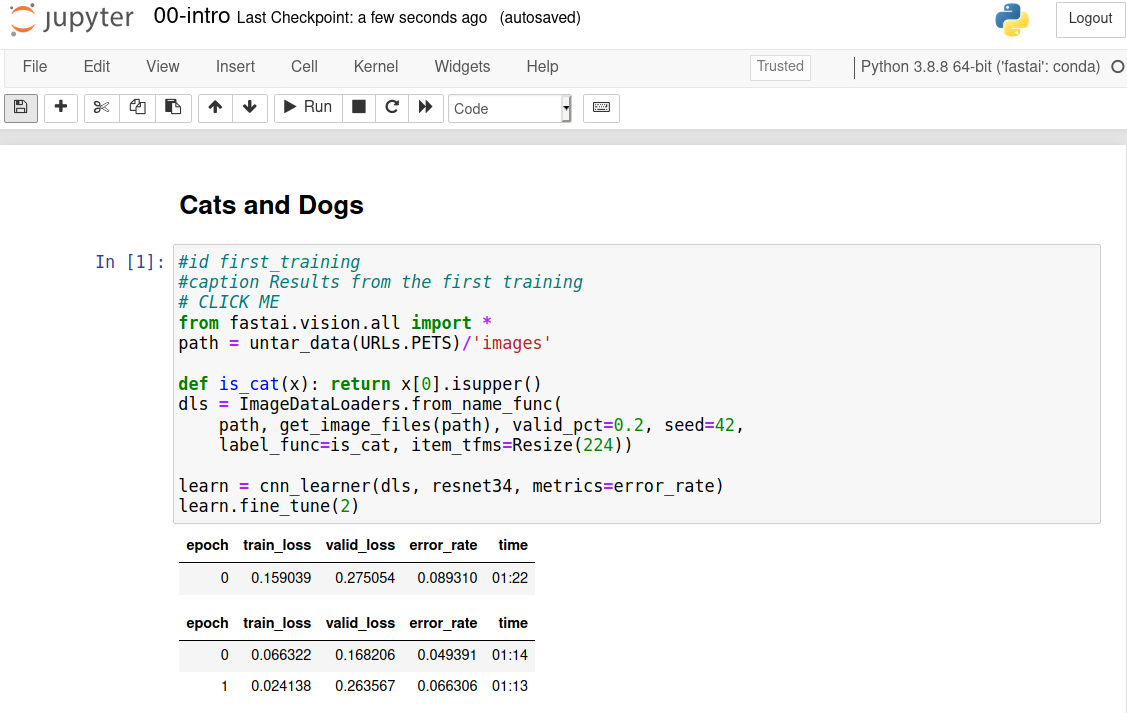 jupyter 00-intro Last Checkpoint: a few seconds ago (autosaved)
Logout
File Edit View Insert Cell Kernel Widgets Help Trusted Python 3.8.8 64-bit ('fastai': conda)
Run Code
Cats and Dogs
In [1]: #id first_training
#caption Results from the first training
# CLICK ME
from fastai.vision.all import *
path = untar_data(URLs.PETS)/'images'
def is_cat(x): return x[0].isupper()
dls = ImageDataLoaders.from_name_func(
    path, get_image_files(path), valid_pct=0.2, seed=42,
    label_func=is_cat, item_tfms=Resize(224))
learn = cnn_learner(dls, resnet34, metrics=error_rate)
learn.fine_tune(2)
epoch train_loss valid_loss error_rate time
0 0.159039 0.275054 0.089310 01:22
epoch train_loss valid_loss error_rate time
0 0.066322 0.168206 0.049391 01:14
1 0.024138 0.263567 0.066306 01:13